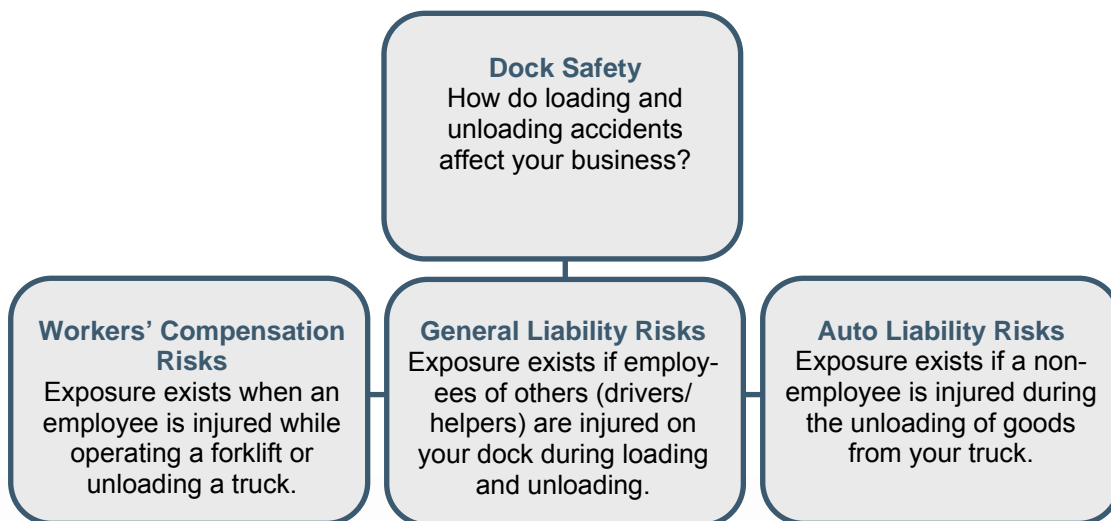 Dock Safety
How do loading and
unloading accidents
affect your business?
Workers’ Compensation
Risks
Exposure exists when an
employee is injured while
operating a forklift or
unloading a truck.
General Liability Risks
Exposure exists if employ-
ees of others (drivers/
helpers) are injured on
your dock during loading
and unloading.
Auto Liability Risks
Exposure exists if a non-
employee is injured during
the unloading of goods
from your truck.